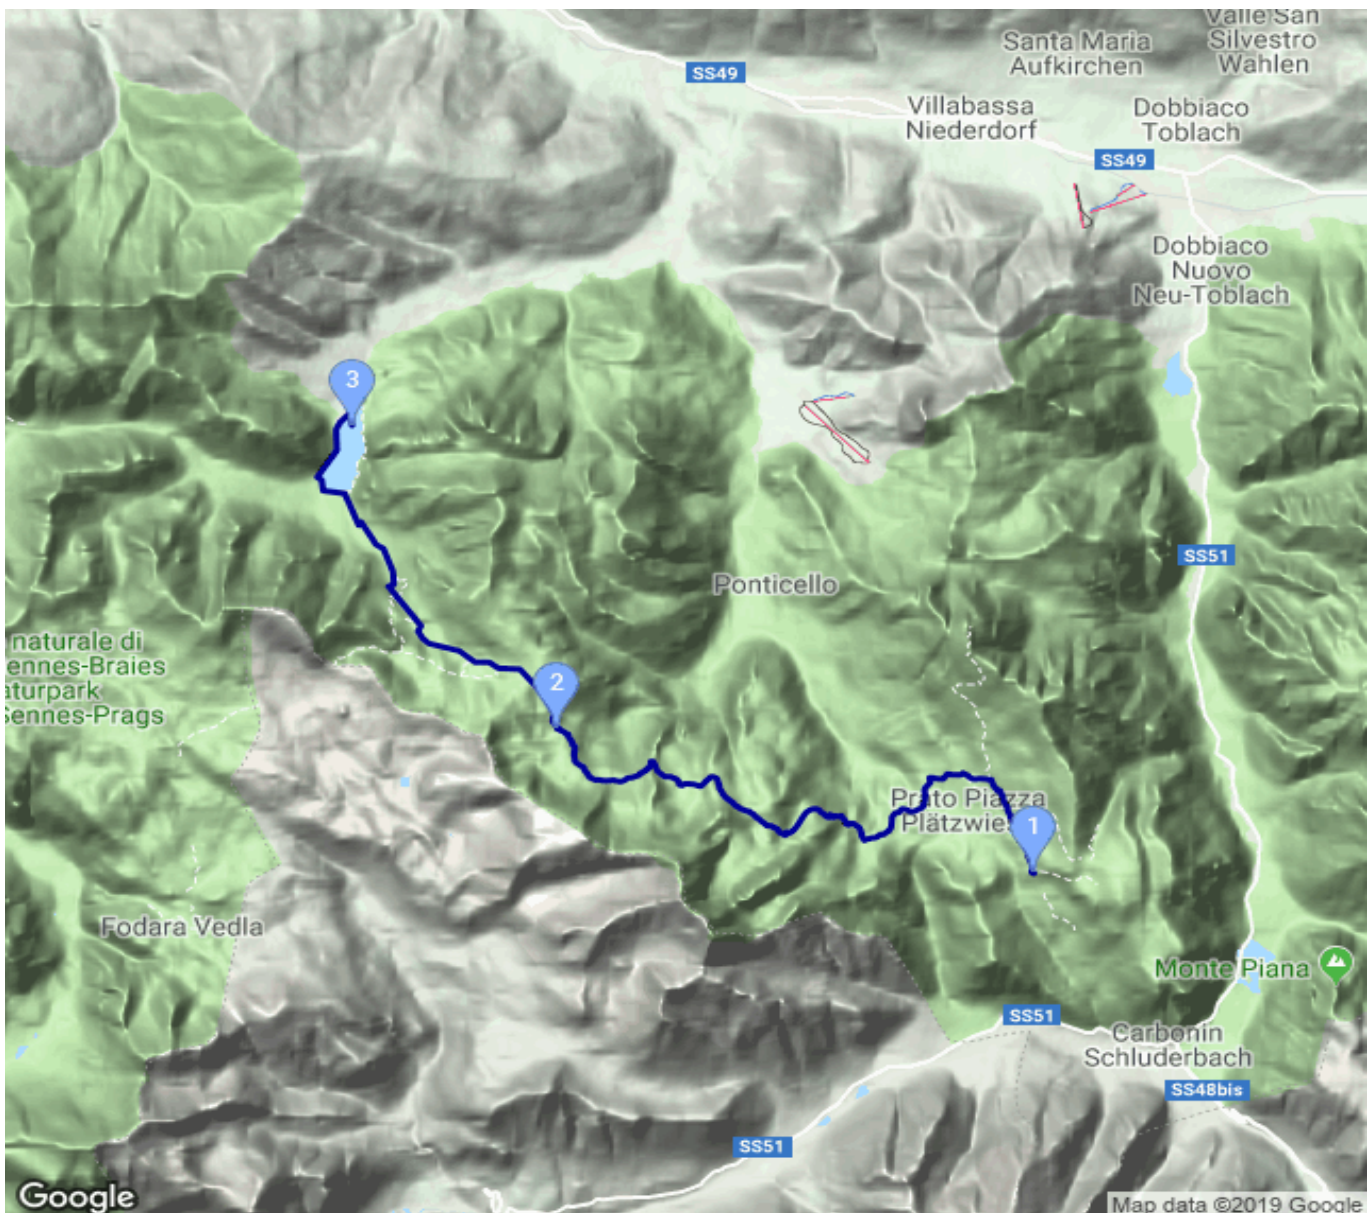 Valle San
Silvestro
Wahlen
Santa Maria
Aufkirchen
SS49
Villabassa
Niederdorf
Dobbiaco
Toblach
SS49
Dobbiaco
Nuovo
Neu-Toblach
3
SS51
Ponticello
naturale di
ennes-Braies
aturpark
Sennes-Prags
2
Prato Piazza
Plätzwie
1
Fodara Vedla
Monte Piana
SS51
Carbonin
Schluderbach
SS48bis
SS51
Google
Map data ©2019 Google